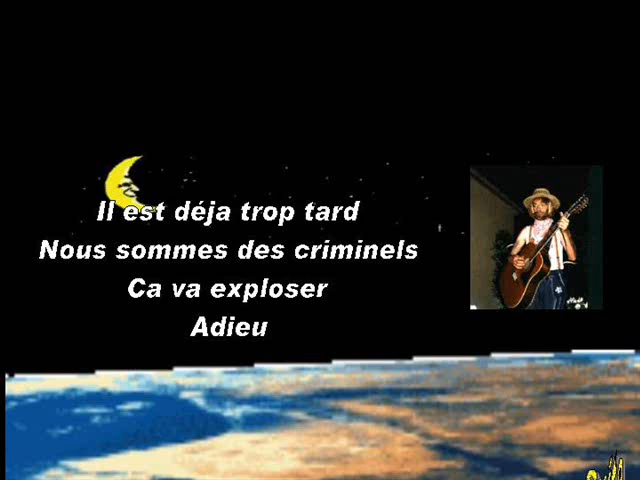 Il est déja trop tard
Nous sommes des criminels
Ca va exploser
Adieu